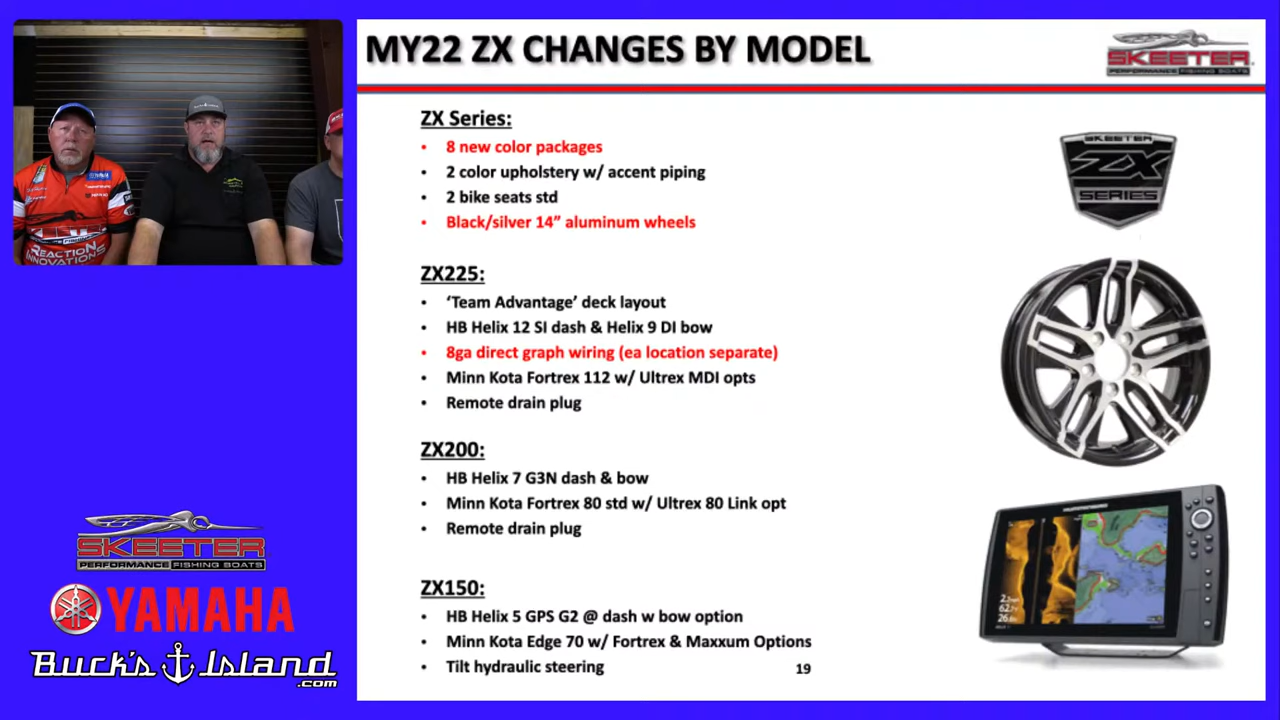 MY22 ZX CHANGES BY MODEL
SKEETER
PERFORMANCE FISHING BOATS
ZX Series:
• 8 new color packages
• 2 color upholstery w/ accent piping
• 2 bike seats std
• Black/silver 14” aluminum wheels
SKEETER
ZX
SERIES
ZX225:
• ‘Team Advantage’ deck layout
• HB Helix 12 SI dash & Helix 9 DI bow
• 8ga direct graph wiring (ea location separate)
• Minn Kota Fortrex 112 w/ Ultrex MDI opts
• Remote drain plug
ZX200:
• HB Helix 7 G3N dash & bow
• Minn Kota Fortrex 80 std w/ Ultrex 80 Link opt
• Remote drain plug
ZX150:
• HB Helix 5 GPS G2 @ dash w bow option
• Minn Kota Edge 70 w/ Fortrex & Maxxum Options
• Tilt hydraulic steering
19
REACTION
INNOVATIONS
SKEETER
PERFORMANCE FISHING BOATS
YAMAHA
Buck's Island
.com